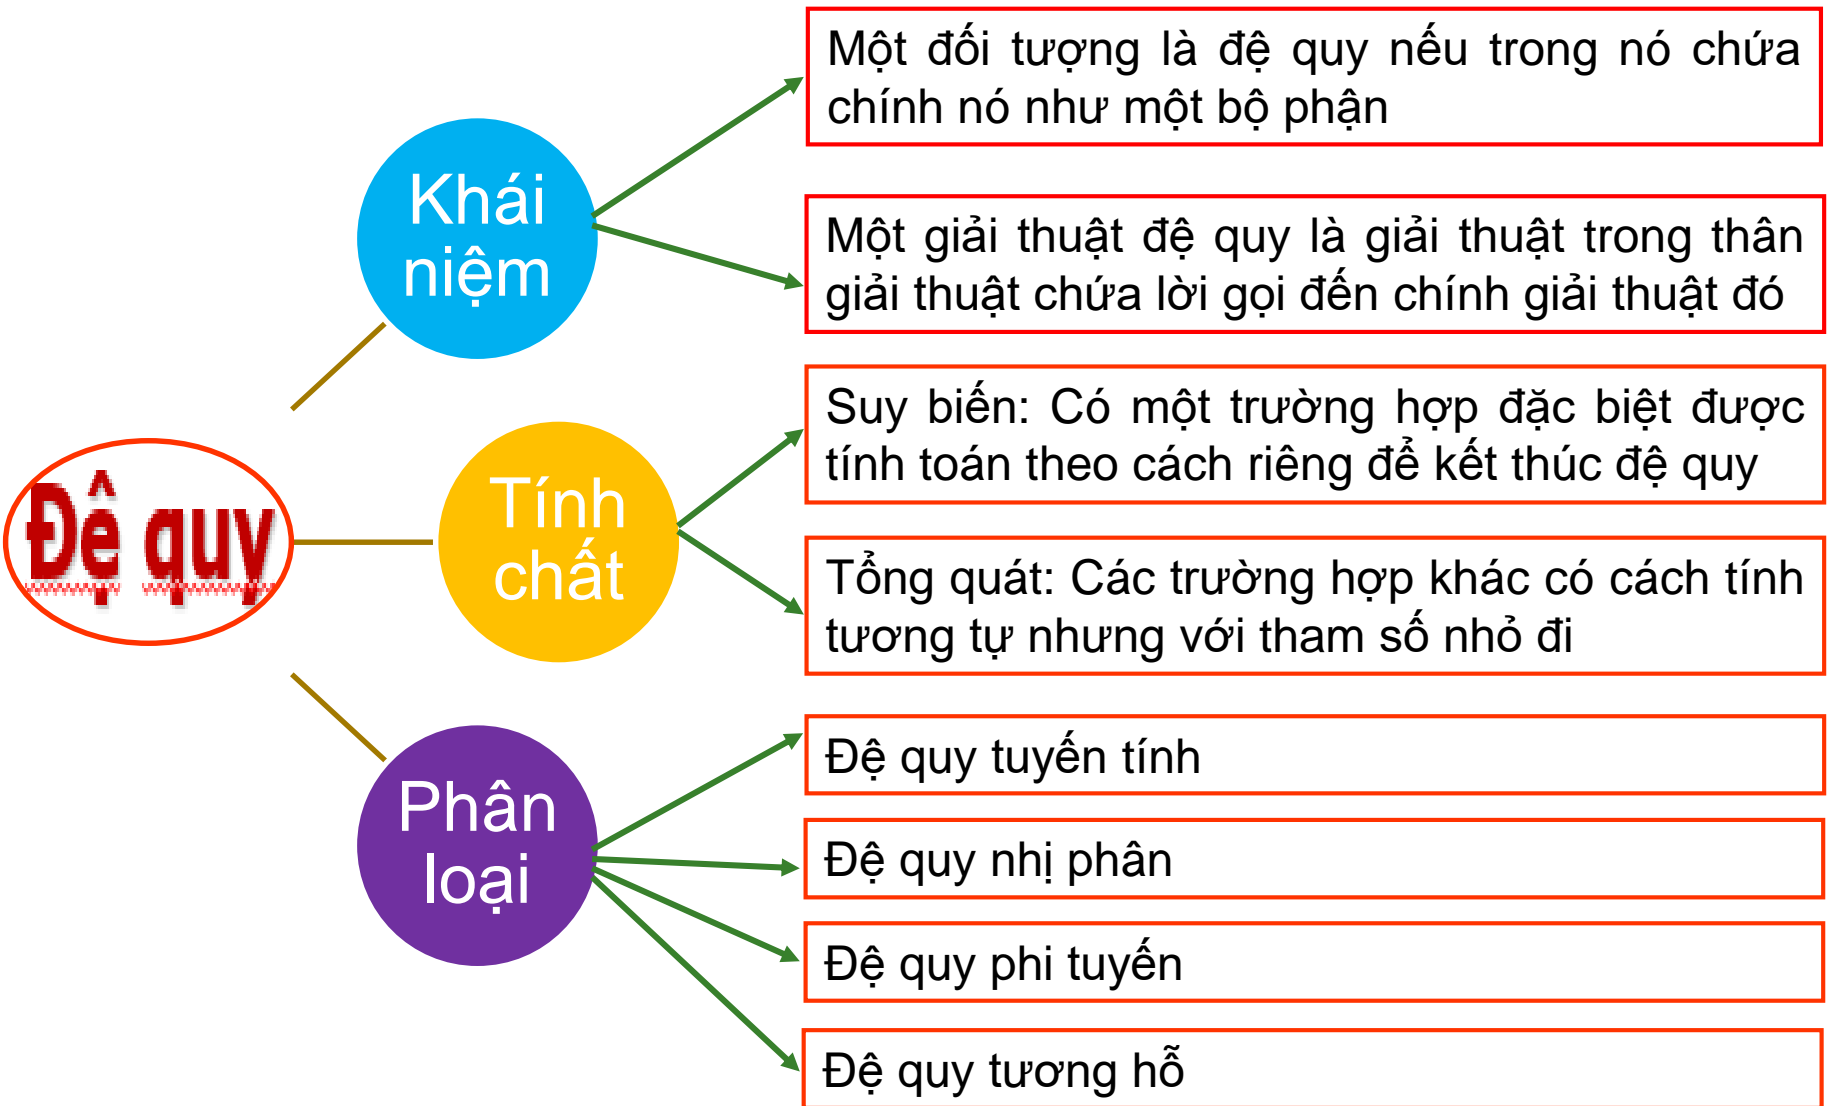 Đệ quy
Khái
niệm
Một đối tượng là đệ quy nếu trong nó chứa
chính nó như một bộ phận
Một giải thuật đệ quy là giải thuật trong thân
giải thuật chứa lời gọi đến chính giải thuật đó
Tính
chất
Suy biến: Có một trường hợp đặc biệt được
tính toán theo cách riêng để kết thúc đệ quy
Tổng quát: Các trường hợp khác có cách tính
tương tự nhưng với tham số nhỏ đi
Phân
loại
Đệ quy tuyến tính
Đệ quy nhị phân
Đệ quy phi tuyến
Đệ quy tương hỗ